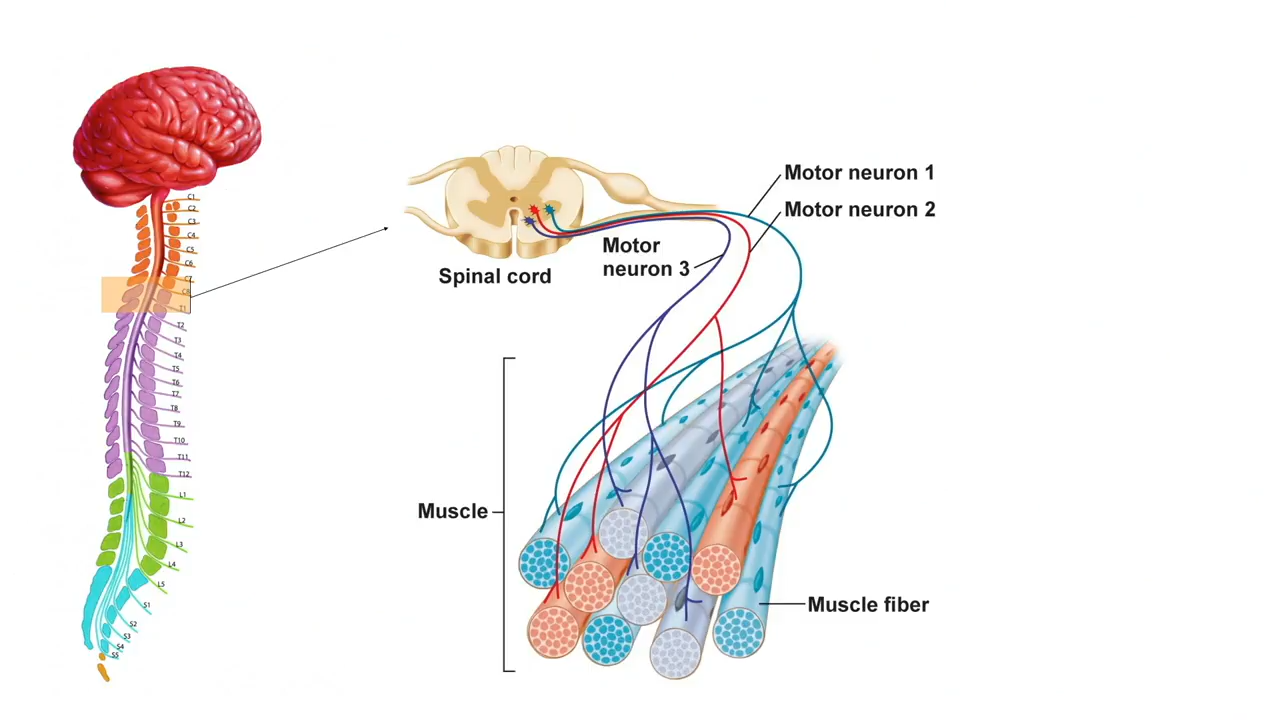 C1
C2
C3
C4
C5
C6
C7
C8
T1
T2
T3
T4
T5
T6
T7
T8
T9
T10
T11
T12
L1
L2
L3
L4
L5
S1
S2
S3
S4
S5
Motor neuron 1
Motor neuron 2
Motor
neuron 3
Spinal cord
Muscle
Muscle fiber